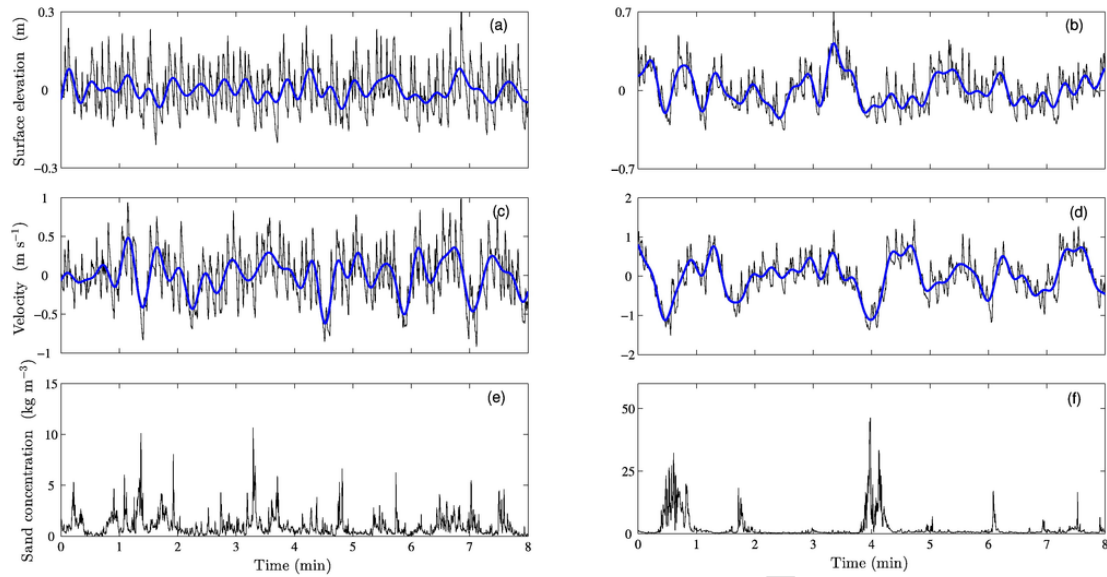 (a)
Surface elevation (m)
0.3
0
−0.3
(b)
0.7
0
−0.7
(c)
Velocity (m s−1)
1
0.5
0
−0.5
−1
(d)
2
1
0
−1
−2
(e)
Sand concentration (kg m−3)
15
10
5
0
0 1 2 3 4 5 6 7 8
Time (min)
(f)
50
25
0
0 1 2 3 4 5 6 7 8
Time (min)